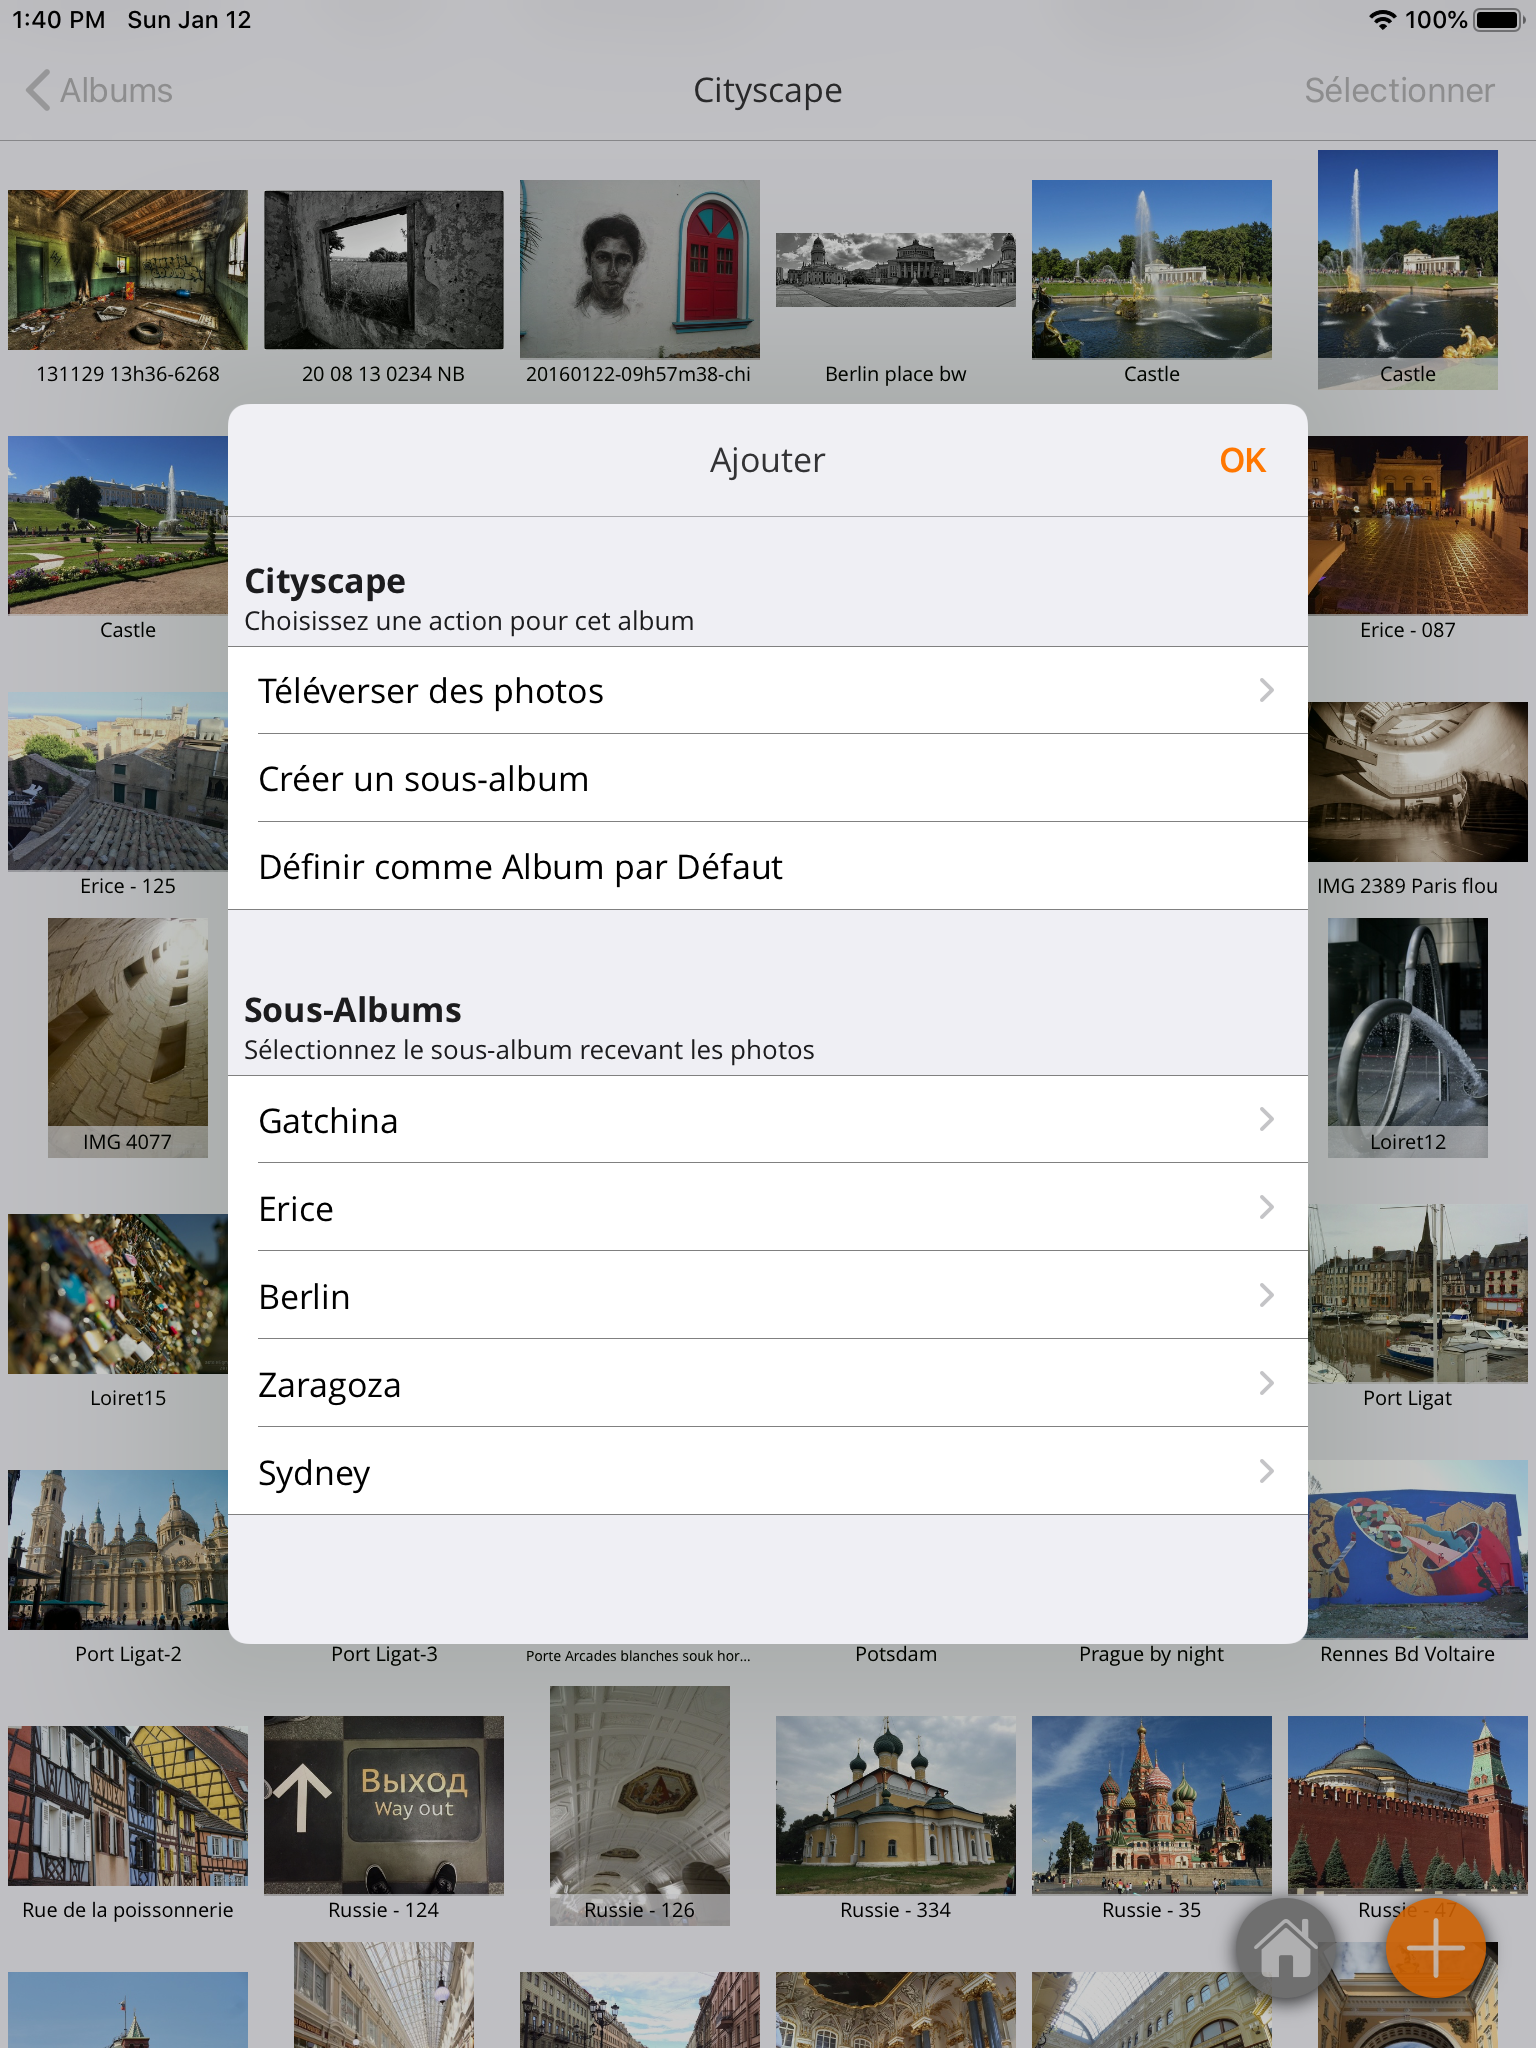 1:40 PM Sun Jan 12
100%
Albums
Cityscape
Sélectionner
131129 13h36-6268
20 08 13 0234 NB
20160122-09h57m38-chi
Berlin place bw
Castle
Castle
Ajouter
OK
Castle
Erice - 087
Cityscape
Choisissez une action pour cet album
Téléverser des photos
Créer un sous-album
Définir comme Album par Défaut
Erice - 125
IMG 2389 Paris flou
Sous-Albums
Sélectionnez le sous-album recevant les photos
IMG 4077
Loiret12
Gatchina
Erice
Berlin
Zaragoza
Sydney
Loiret15
Port Ligat
Port Ligat-2
Port Ligat-3
Porte Arcades blanches souk hor...
Potsdam
Prague by night
Rennes Bd Voltaire
Выход
Way out
Rue de la poissonnerie
Russie - 124
Russie - 126
Russie - 334
Russie - 35
Russie - 47